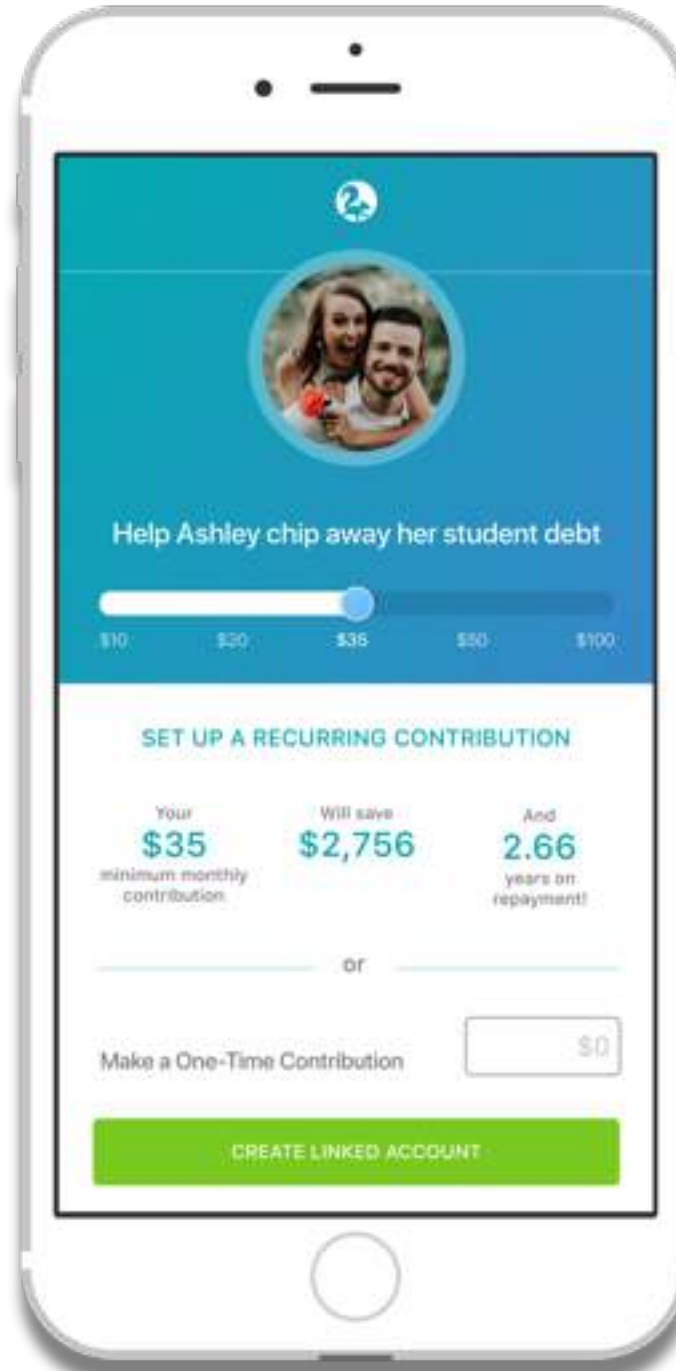 Help Ashley chip away her student debt
$10 $20 $35 $50 $100
SET UP A RECURRING CONTRIBUTION
Your Will save And
$35 $2,756 2.66
minimum monthly years on
contribution repayment!
or
Make a One-Time Contribution $0
CREATE LINKED ACCOUNT